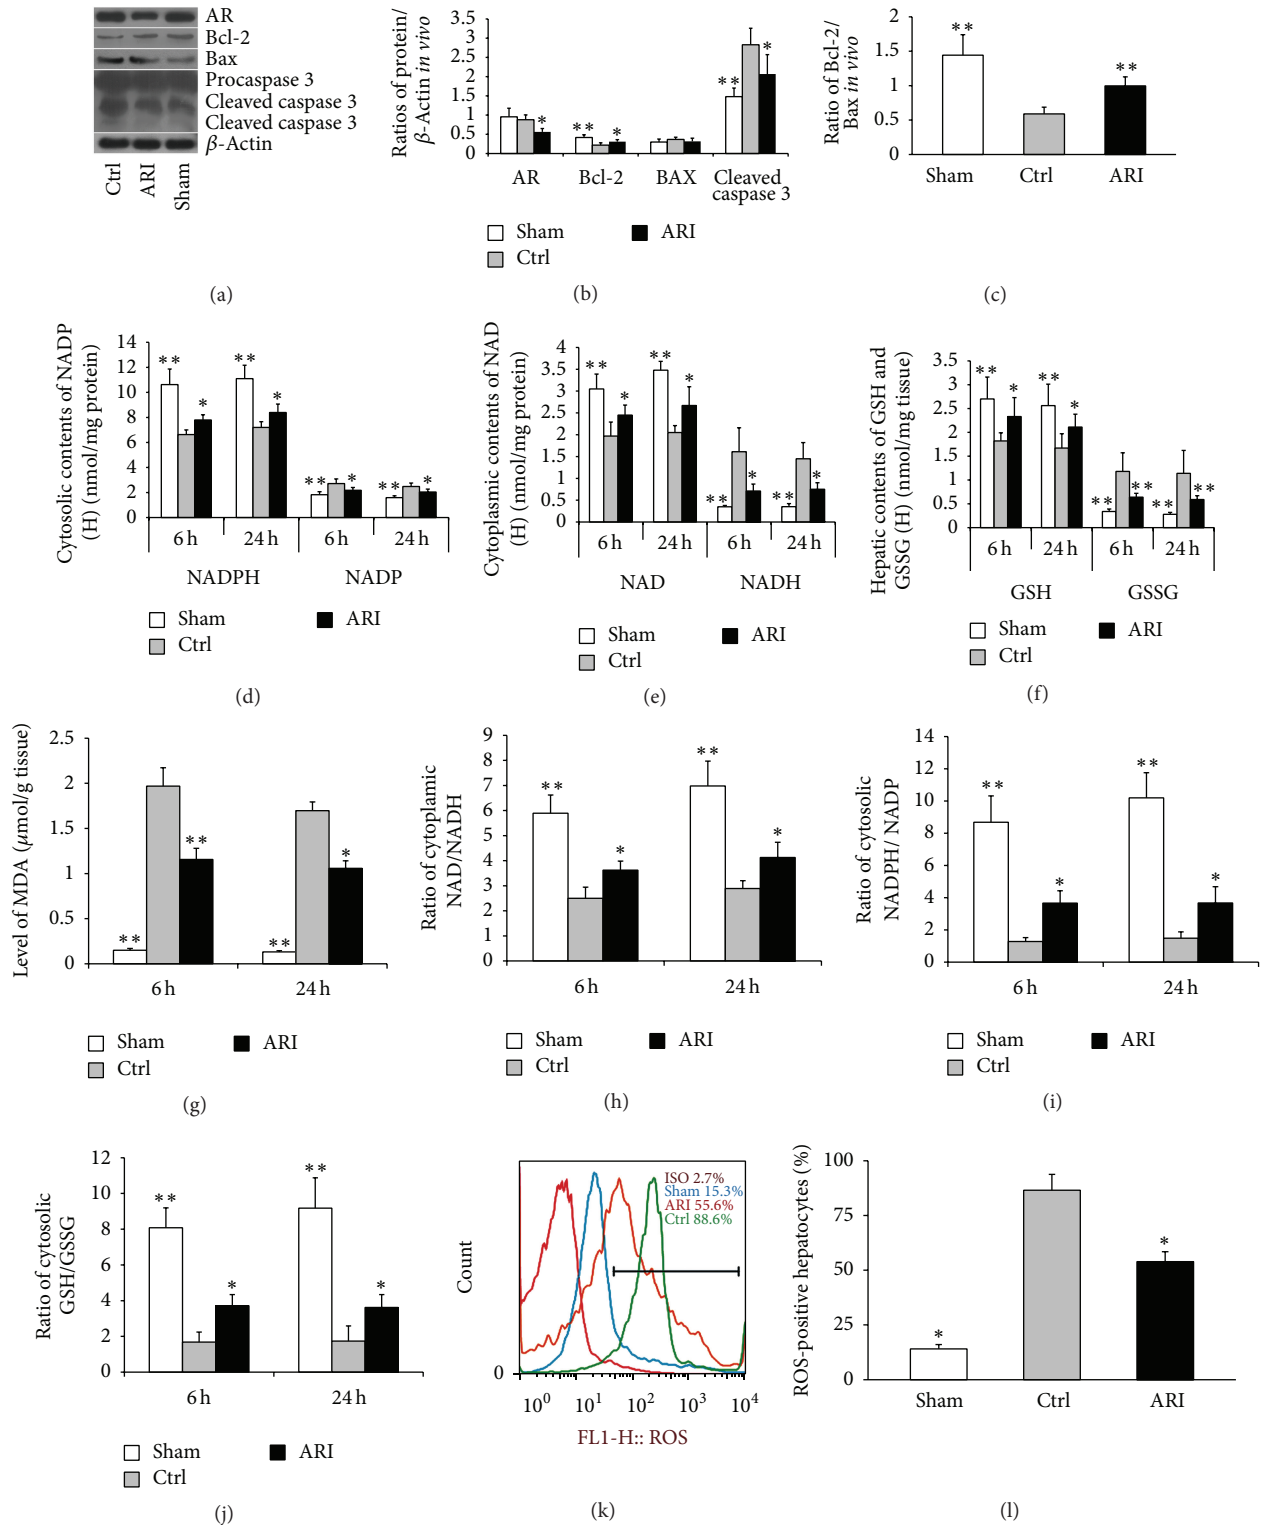 AR
Bcl-2
Bax
Procaspase 3
Cleaved caspase 3
Cleaved caspase 3
β-Actin
Ctrl
ARI
Sham
(a)
Ratios of protein/
β-Actin in vivo
3.5
3
2.5
2
1.5
1
0.5
0
**
*
**
*
*
*
AR
Bcl-2
BAX
Cleaved
caspase 3
Sham
ARI
Ctrl
(b)
Ratio of Bcl-2/
Bax in vivo
2
1.5
1
0.5
0
**
**
Sham
Ctrl
ARI
(c)
Cytosolic contents of NADP
(H) (nmol/mg protein)
14
12
10
8
6
4
2
0
**
*
**
*
**
*
**
*
6 h
24 h
6 h
24 h
NADPH
NADP
Sham
ARI
Ctrl
(d)
Cytoplasmic contents of NAD
(H) (nmol/mg protein)
4
3.5
3
2.5
2
1.5
1
0.5
0
**
*
**
*
**
*
**
*
6 h
24 h
6 h
24 h
NAD
NADH
Sham
ARI
Ctrl
(e)
Hepatic contents of GSH and
GSSG (H) (nmol/mg tissue)
3.5
3
2.5
2
1.5
1
0.5
0
**
*
**
*
**
**
**
**
6 h
24 h
6 h
24 h
GSH
GSSG
Sham
ARI
Ctrl
(f)
Level of MDA (μmol/g tissue)
2.5
2
1.5
1
0.5
0
**
**
**
*
6 h
24 h
Sham
ARI
Ctrl
(g)
Ratio of cytoplamic
NAD/NADH
9
8
7
6
5
4
3
2
1
0
**
*
**
*
6 h
24 h
Sham
ARI
Ctrl
(h)
Ratio of cytosolic
NADPH/ NADP
14
12
10
8
6
4
2
0
**
*
**
*
6 h
24 h
Sham
ARI
Ctrl
(i)
Ratio of cytosolic
GSH/GSSG
12
10
8
6
4
2
0
**
*
**
*
6 h
24 h
Sham
ARI
Ctrl
(j)
Count
ISO 2.7%
Sham 15.3%
ARI 55.6%
Ctrl 88.6%
0
10⁰ 10¹ 10² 10³ 10⁴
FL1-H:: ROS
(k)
ROS-positive hepatocytes (%)
100
75
50
25
0
*
*
Sham
Ctrl
ARI
(l)